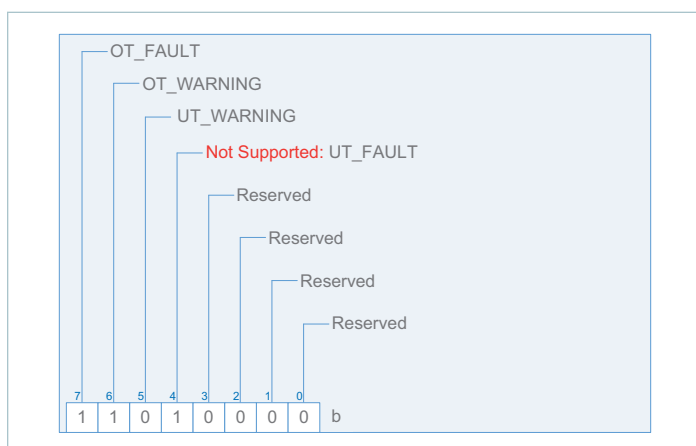 OT_FAULT
OT_WARNING
UT_WARNING
Not Supported: UT_FAULT
Reserved
Reserved
Reserved
Reserved
7 6 5 4 3 2 1 0
1 1 0 1 0 0 0 0 b